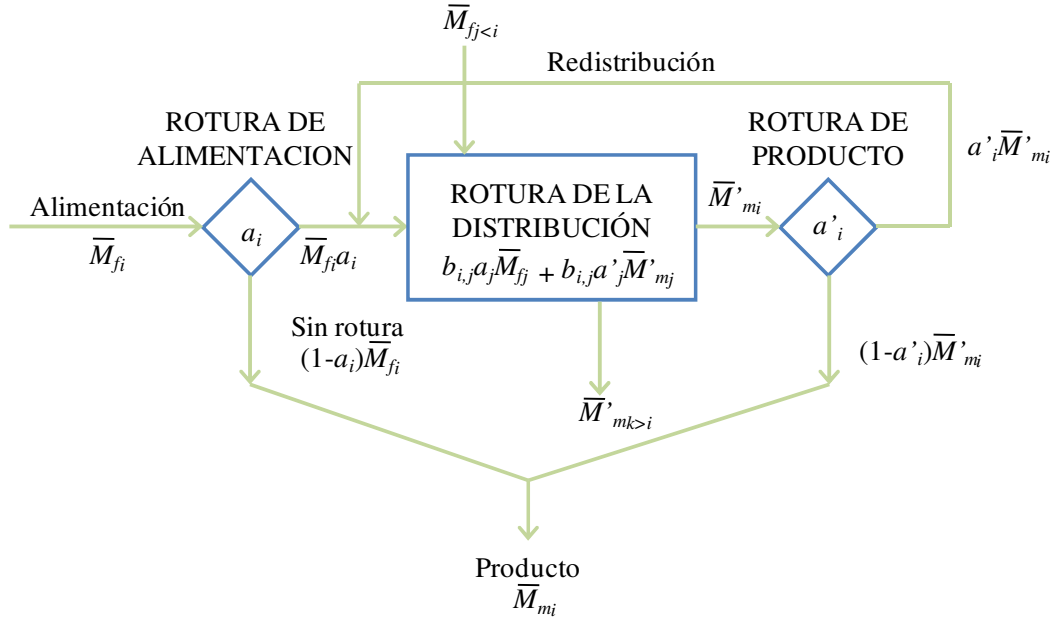 M̅fj<i
Redistribución
ROTURA DE
ALIMENTACION
ROTURA DE
PRODUCTO
a'iM̅'mi
Alimentación
M̅fi
ai
M̅fiai
ROTURA DE LA
DISTRIBUCIÓN
bi,jajM̅fj + bi,ja'jM̅'mj
M̅'mi
a'i
Sin rotura
(1-ai)M̅fi
(1-a'i)M̅'mi
M̅'mk>i
Producto
M̅mi